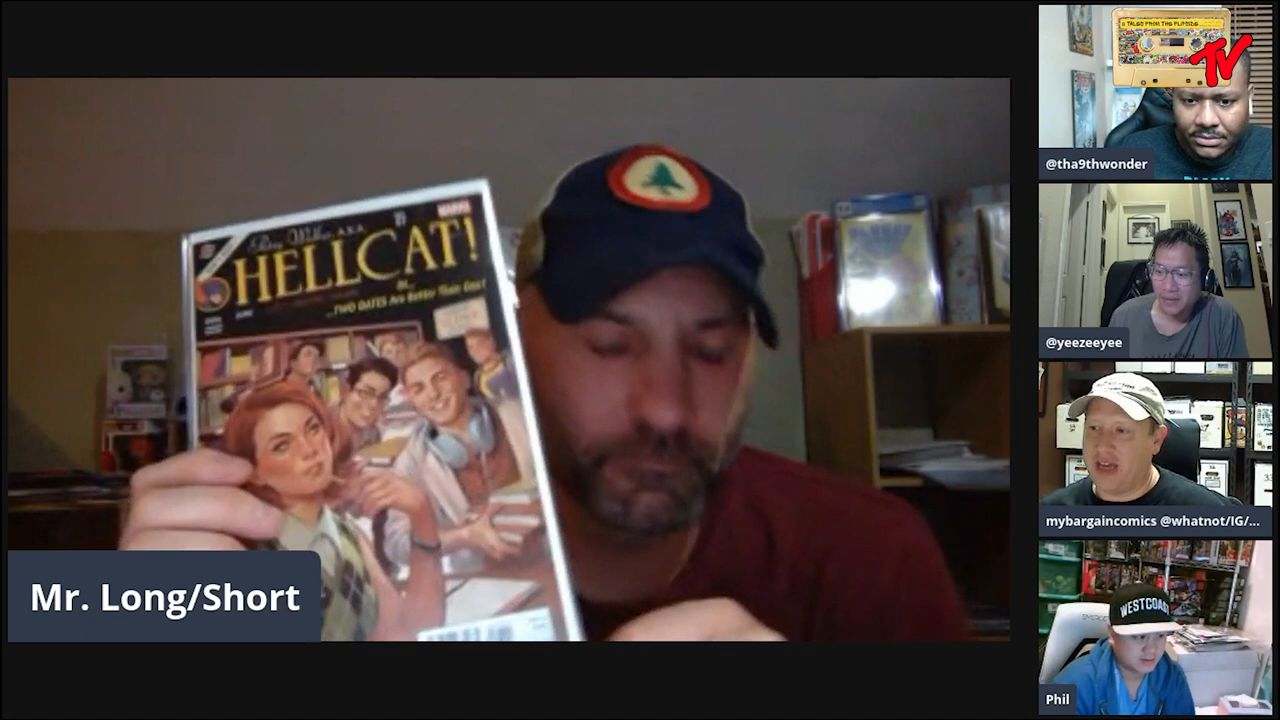 Patsy Walker A.K.A.
MARVEL
HELLCAT!
IN...
...TWO DATES Are Better Than One!
Mr. Long/Short
TALES FROM THE FLIPSIDE
TV
@tha9thwonder
@yeezeeyee
mybargaincomics @whatnot/IG/...
WESTCOAST
Phil